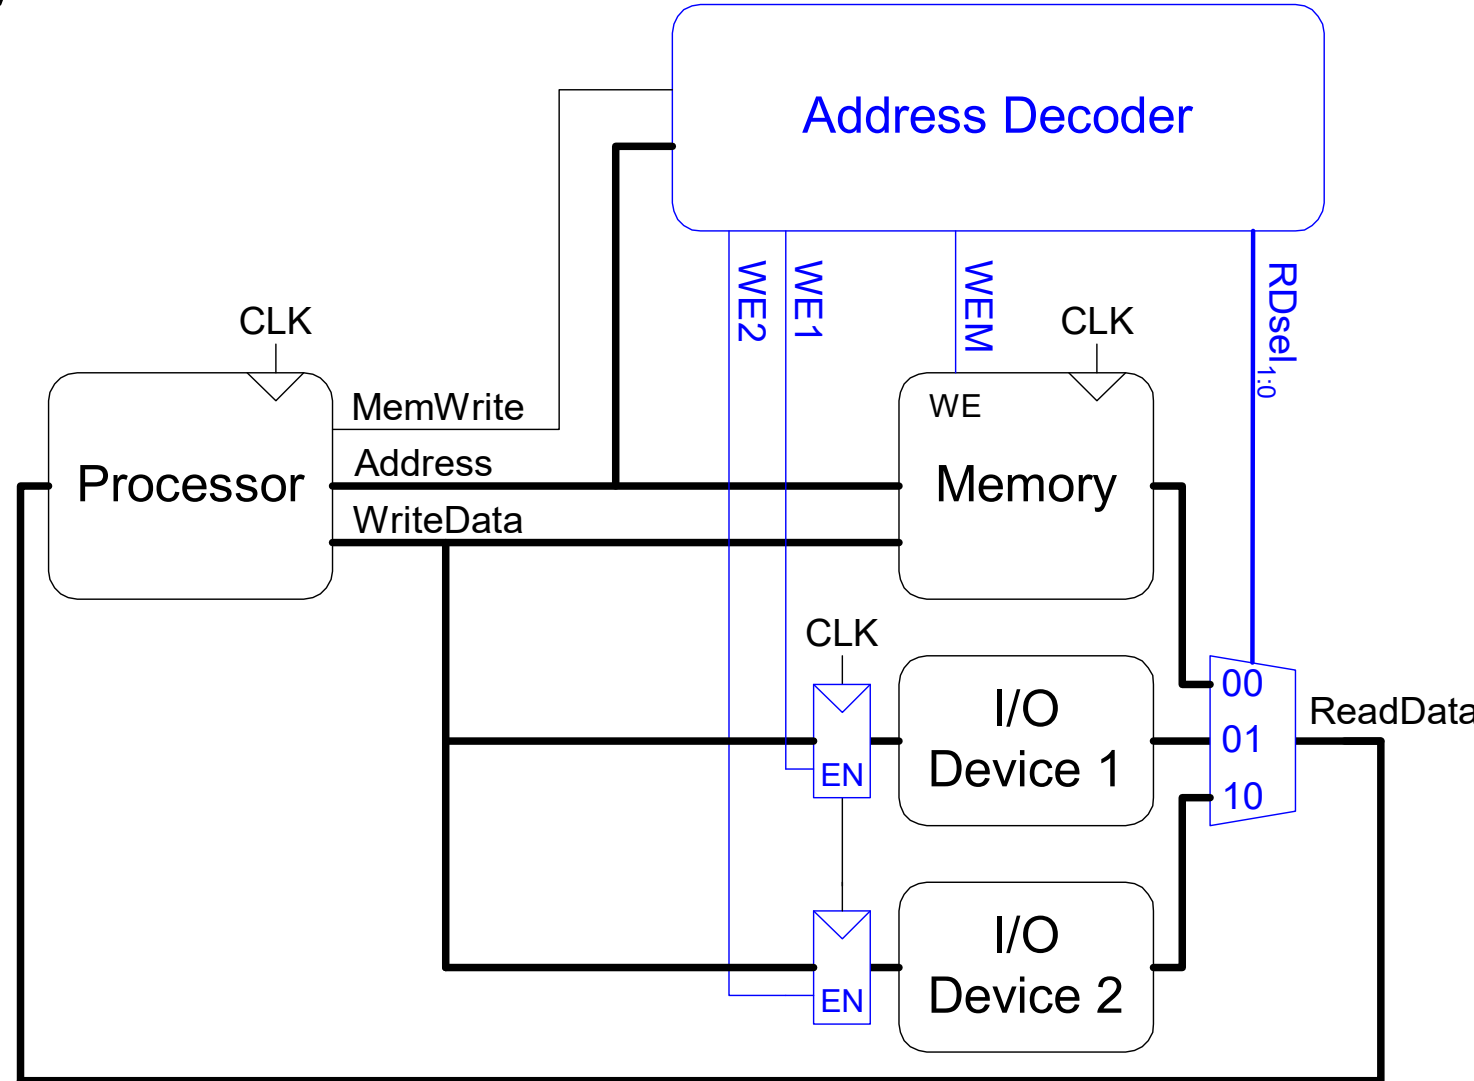 Address Decoder
WE2
WE1
WEM
RDsel1:0
CLK
CLK
MemWrite
WE
Address
Processor
Memory
WriteData
CLK
I/O
Device 1
EN
00
01
10
ReadData
I/O
Device 2
EN